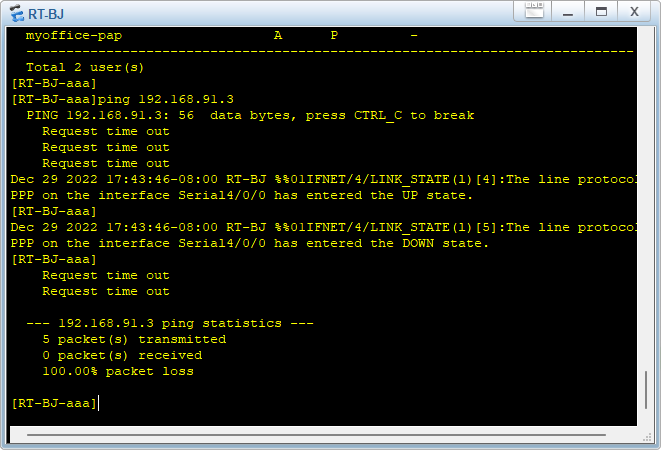 RT-BJ
myoffice-pap A P -
--------------------------------------------------------------------------
Total 2 user(s)
[RT-BJ-aaa]
[RT-BJ-aaa]ping 192.168.91.3
PING 192.168.91.3: 56 data bytes, press CTRL_C to break
Request time out
Request time out
Request time out
Dec 29 2022 17:43:46-08:00 RT-BJ %%01IFNET/4/LINK_STATE(l)[4]:The line protocol
PPP on the interface Serial4/0/0 has entered the UP state.
[RT-BJ-aaa]
Dec 29 2022 17:43:46-08:00 RT-BJ %%01IFNET/4/LINK_STATE(l)[5]:The line protocol
PPP on the interface Serial4/0/0 has entered the DOWN state.
[RT-BJ-aaa]
Request time out
Request time out
--- 192.168.91.3 ping statistics ---
5 packet(s) transmitted
0 packet(s) received
100.00% packet loss
[RT-BJ-aaa]